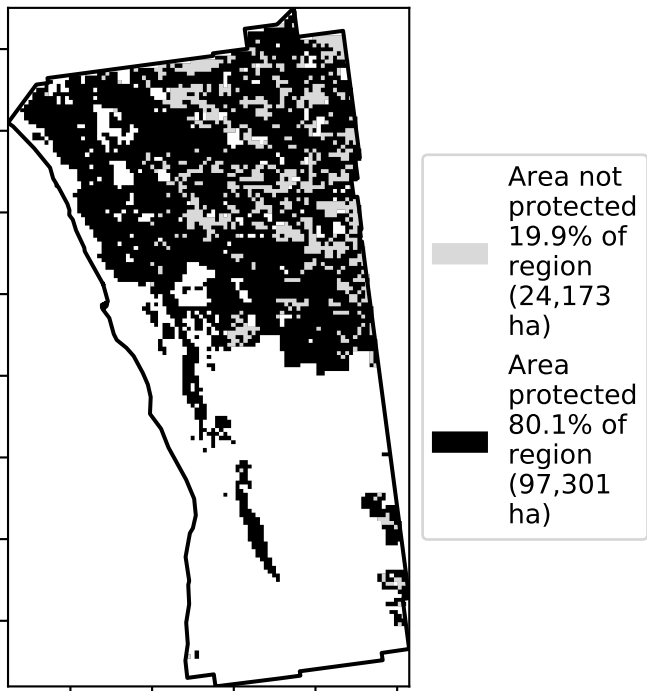 Area not
protected
19.9% of
region
(24,173
ha)
Area
protected
80.1% of
region
(97,301
ha)